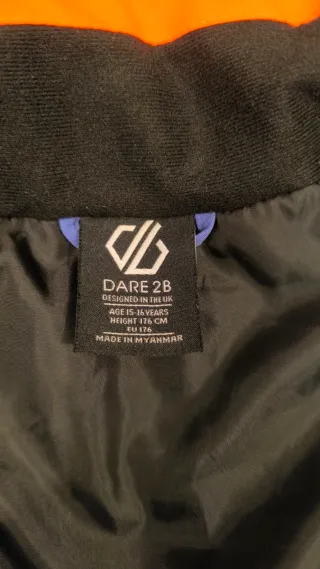 DARE 2B
DESIGNED IN THE UK
AGE 15-16 YEARS
HEIGHT 176 CM
EU 176
MADE IN MYANMAR